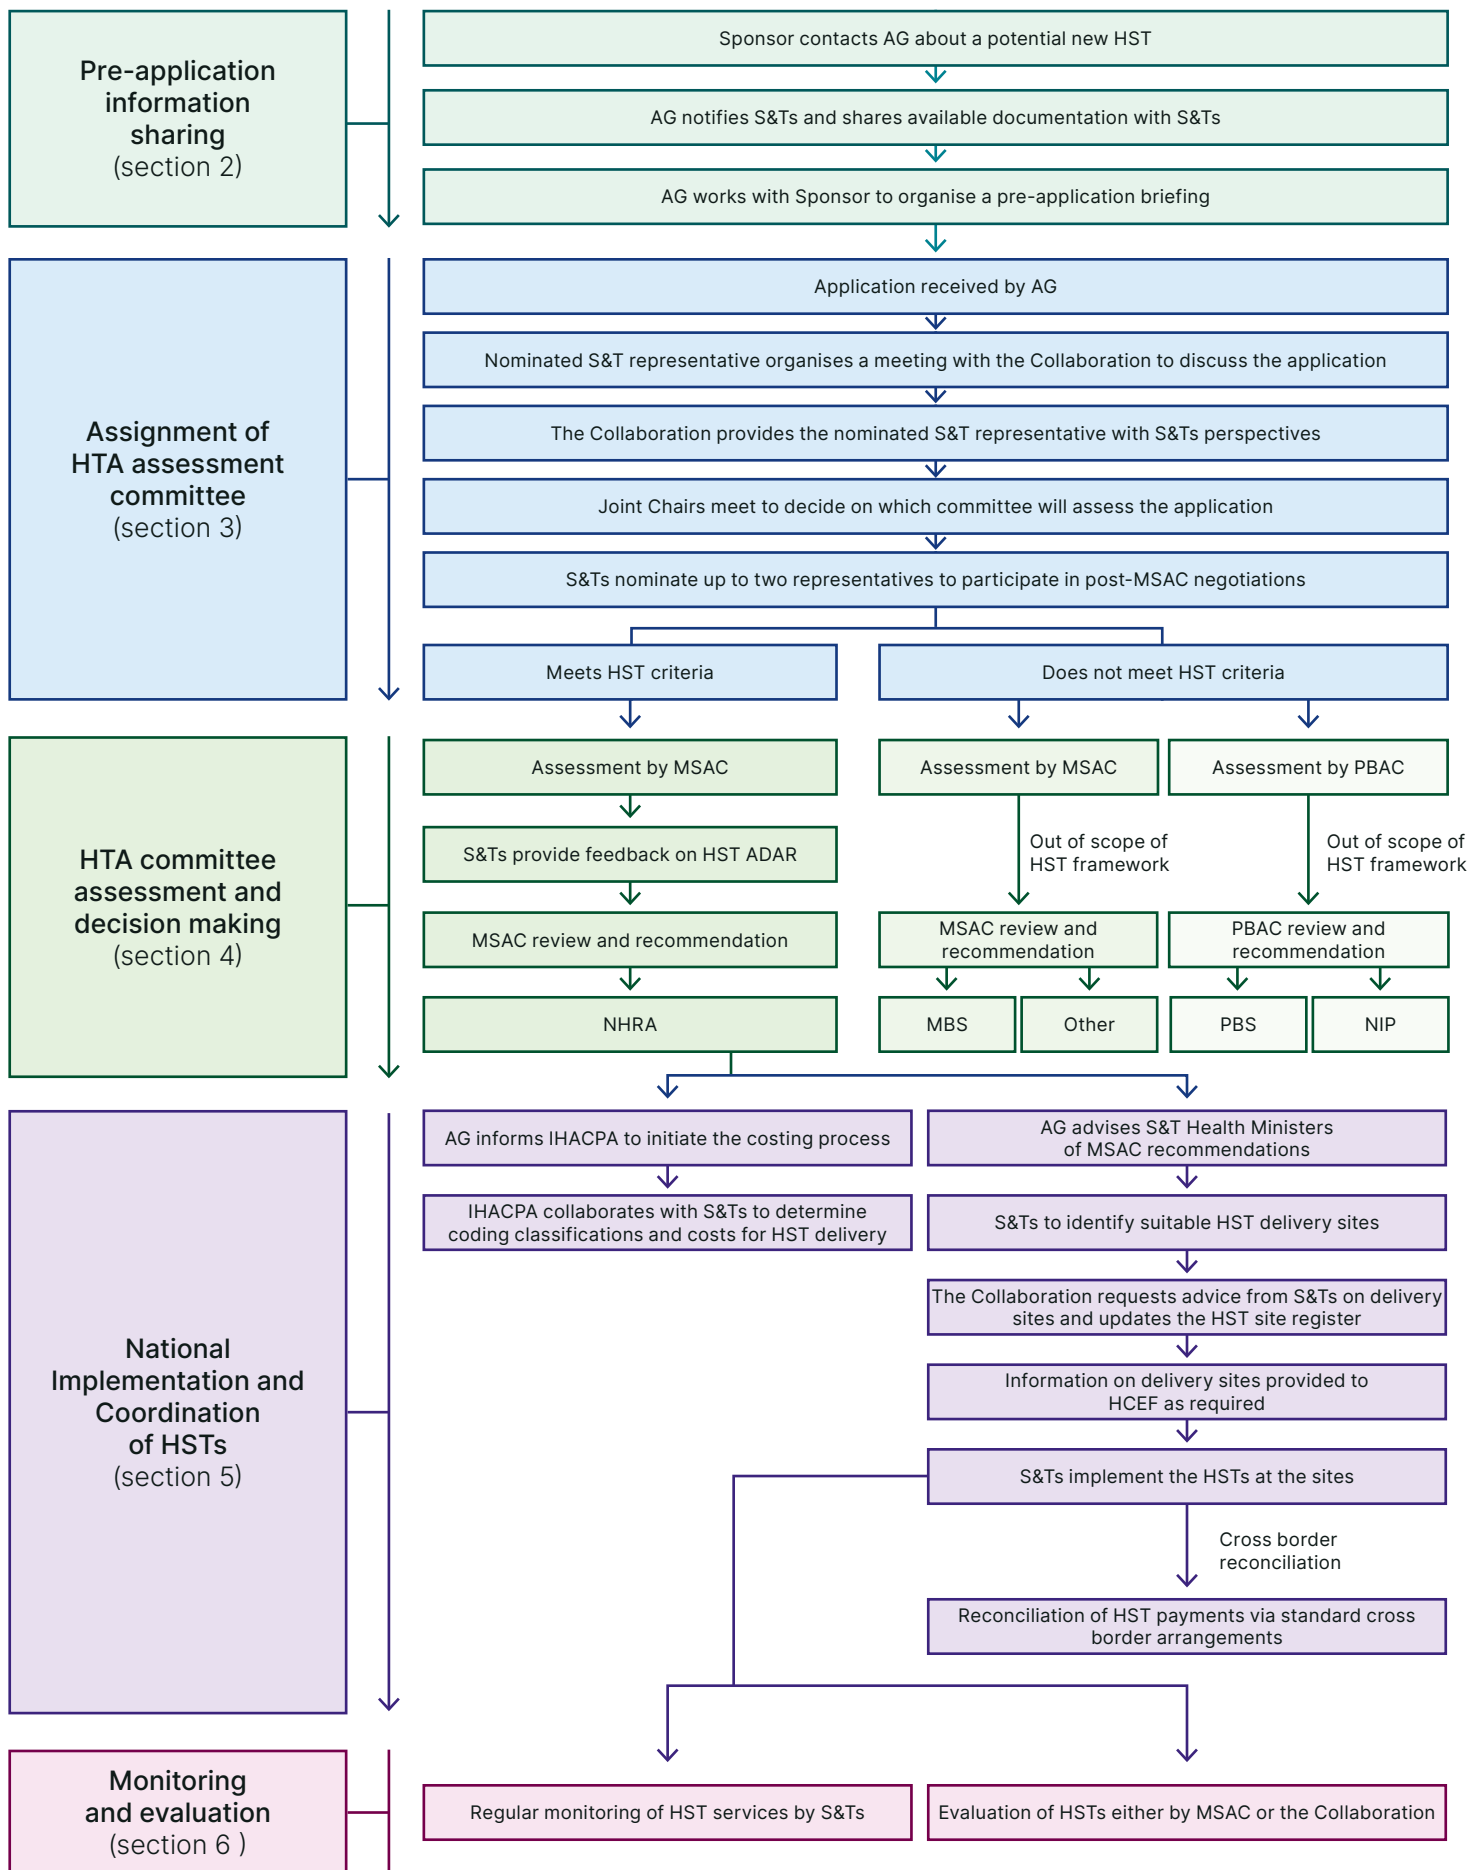 Pre-application
information
sharing
(section 2)
Sponsor contacts AG about a potential new HST
AG notifies S&Ts and shares available documentation with S&Ts
AG works with Sponsor to organise a pre-application briefing
Assignment of
HTA assessment
committee
(section 3)
Application received by AG
Nominated S&T representative organises a meeting with the Collaboration to discuss the application
The Collaboration provides the nominated S&T representative with S&Ts perspectives
Joint Chairs meet to decide on which committee will assess the application
S&Ts nominate up to two representatives to participate in post-MSAC negotiations
Meets HST criteria
Does not meet HST criteria
HTA committee
assessment and
decision making
(section 4)
Assessment by MSAC
S&Ts provide feedback on HST ADAR
MSAC review and recommendation
NHRA
Assessment by MSAC
Out of scope of
HST framework
MSAC review and
recommendation
MBS
Other
Assessment by PBAC
Out of scope of
HST framework
PBAC review and
recommendation
PBS
NIP
National
Implementation and
Coordination
of HSTs
(section 5)
AG informs IHACPA to initiate the costing process
IHACPA collaborates with S&Ts to determine
coding classifications and costs for HST delivery
AG advises S&T Health Ministers
of MSAC recommendations
S&Ts to identify suitable HST delivery sites
The Collaboration requests advice from S&Ts on delivery
sites and updates the HST site register
Information on delivery sites provided to
HCEF as required
S&Ts implement the HSTs at the sites
Cross border
reconciliation
Reconciliation of HST payments via standard cross
border arrangements
Monitoring
and evaluation
(section 6 )
Regular monitoring of HST services by S&Ts
Evaluation of HSTs either by MSAC or the Collaboration